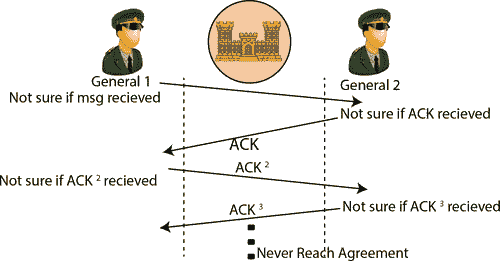 General 1
General 2
Not sure if msg recieved
Not sure if ACK recieved
ACK
ACK ²
Not sure if ACK ² recieved
ACK ³
Not sure if ACK ³ recieved
Never Reach Agreement